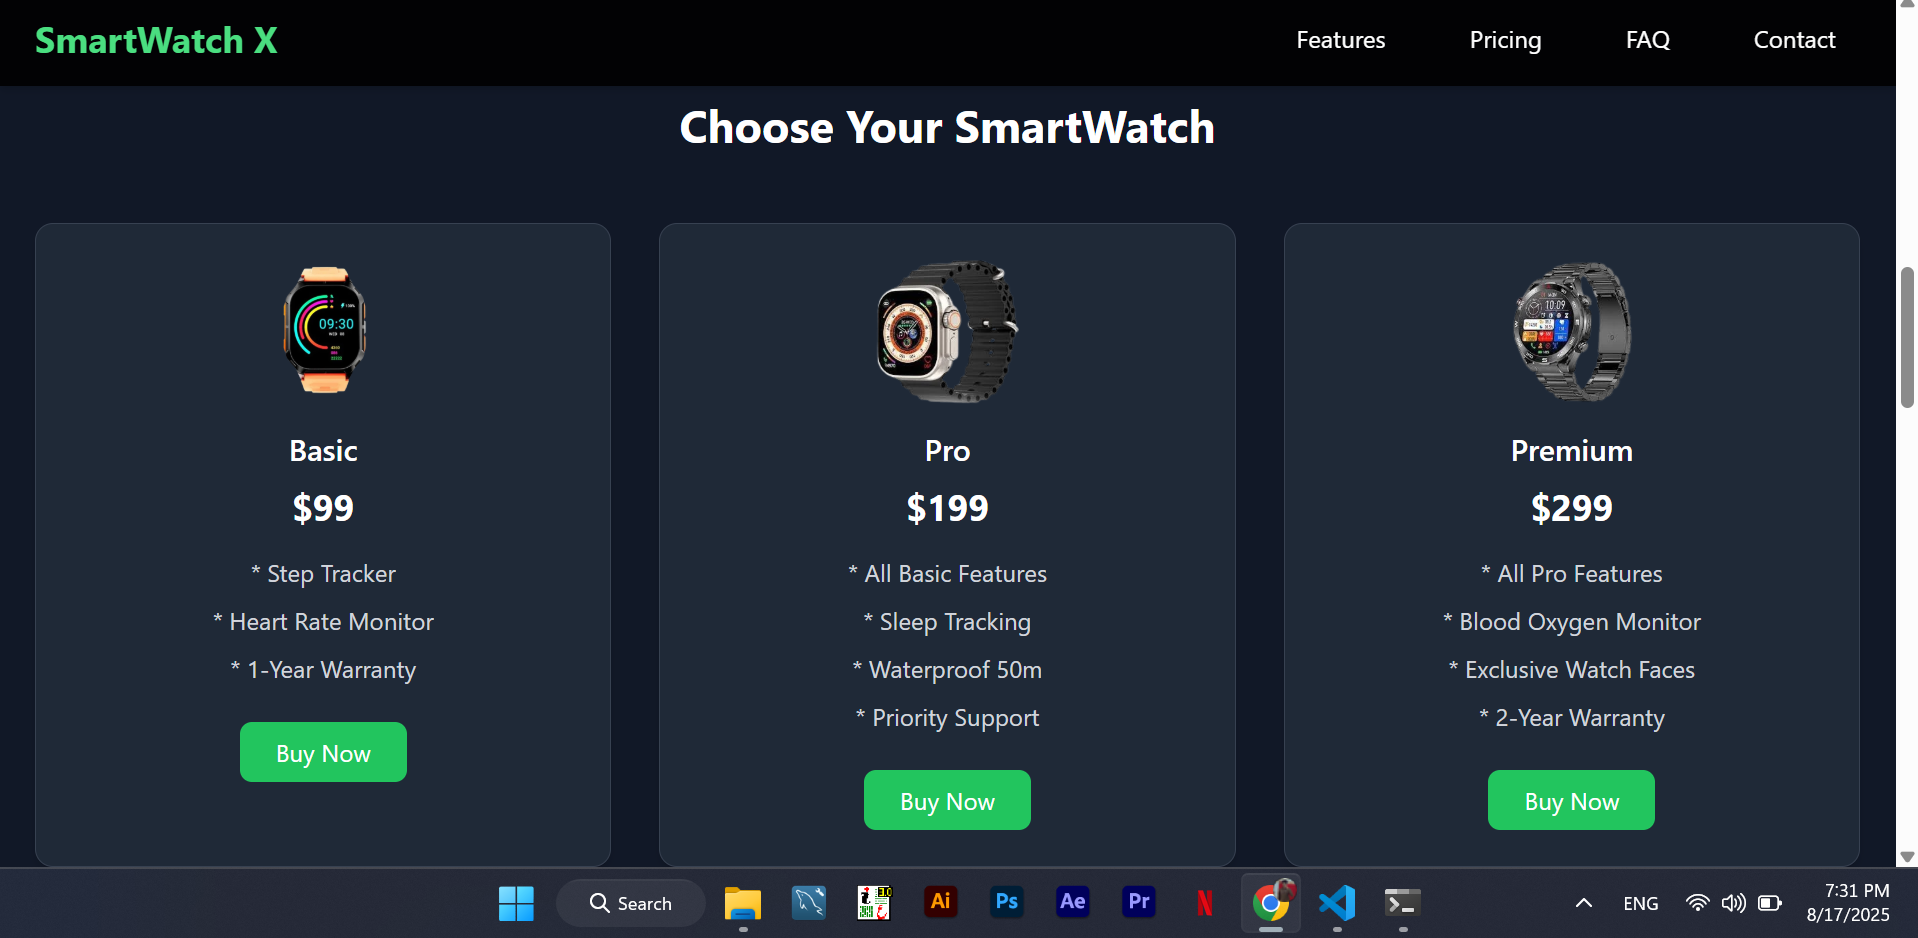 SmartWatch X
Features Pricing FAQ Contact
Choose Your SmartWatch
09:30
10:09
Basic
$99
* Step Tracker
* Heart Rate Monitor
* 1-Year Warranty
Buy Now
Pro
$199
* All Basic Features
* Sleep Tracking
* Waterproof 50m
* Priority Support
Buy Now
Premium
$299
* All Pro Features
* Blood Oxygen Monitor
* Exclusive Watch Faces
* 2-Year Warranty
Buy Now
Search
Ai
Ps
Ae
Pr
N
ENG
7:31 PM
8/17/2025